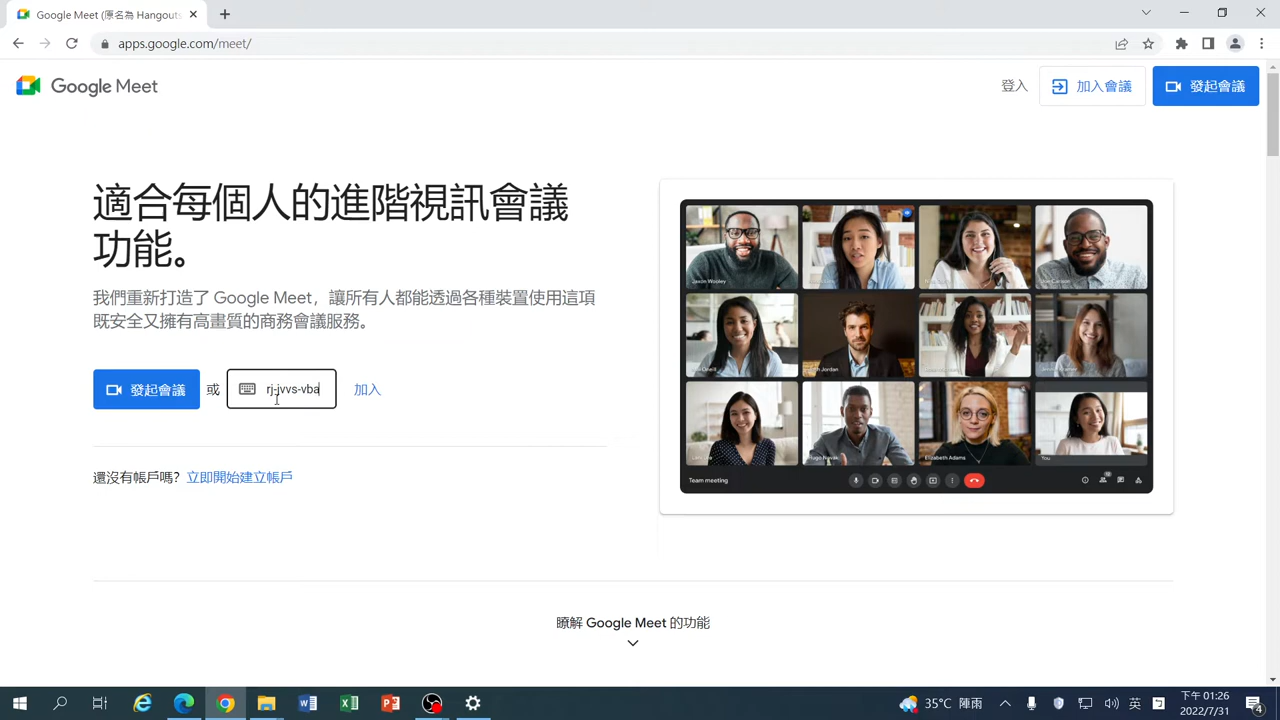 Google Meet (原名為 Hangouts
apps.google.com/meet/
Google Meet
登入
加入會議
發起會議
適合每個人的進階視訊會議
功能。
我們重新打造了 Google Meet，讓所有人都能透過各種裝置使用這項
既安全又擁有高畫質的商務會議服務。
發起會議
或
rj-jvvs-vba
加入
還沒有帳戶嗎？ 立即開始建立帳戶
Jaxon Wooley
Elizabeth Adams
You
Team meeting
瞭解 Google Meet 的功能
35°C 陣雨
英
下午 01:26
2022/7/31
4